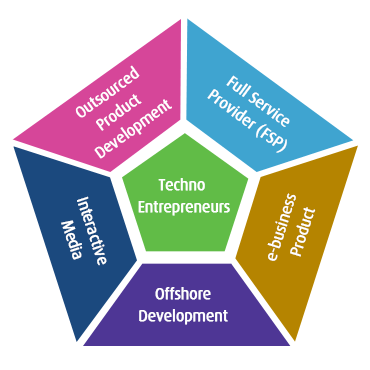 Outsourced
Product
Development
Full Service
Provider (FSP)
Techno
Entrepreneurs
Interactive
Media
e-business
Product
Offshore
Development